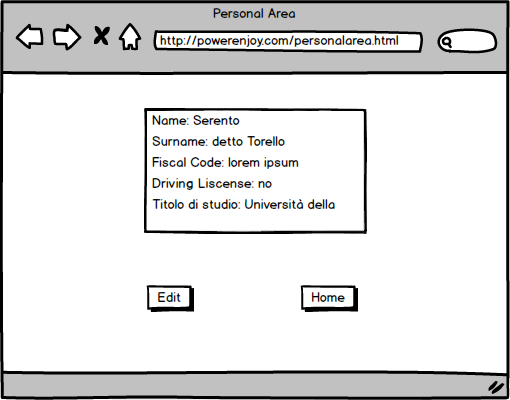 Personal Area
http://powerenjoy.com/personalarea.html
Name: Serento
Surname: detto Torello
Fiscal Code: lorem ipsum
Driving Liscense: no
Titolo di studio: Università della
Edit
Home